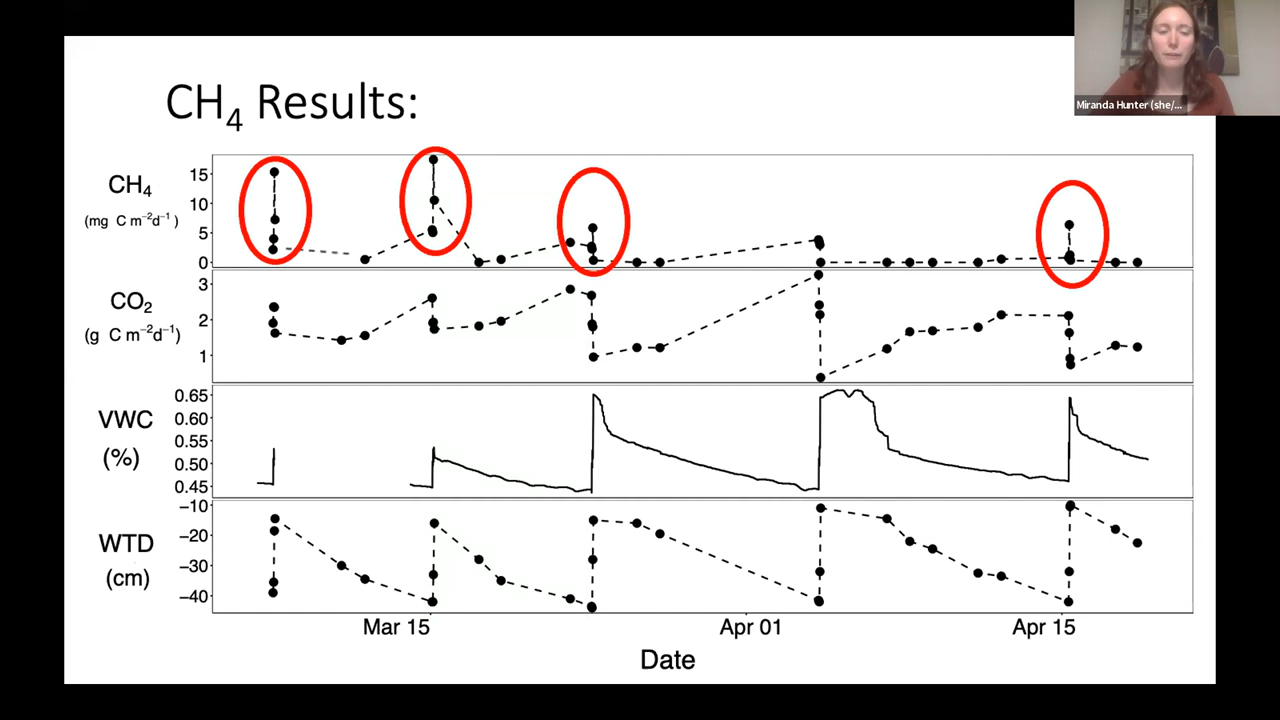 Miranda Hunter (she/...
CH₄ Results:
CH₄
(mg C m⁻²d⁻¹)
15
10
5
0
CO₂
(g C m⁻²d⁻¹)
3
2
1
VWC
(%)
0.65
0.60
0.55
0.50
0.45
WTD
(cm)
−10
−20
−30
−40
Mar 15
Apr 01
Apr 15
Date